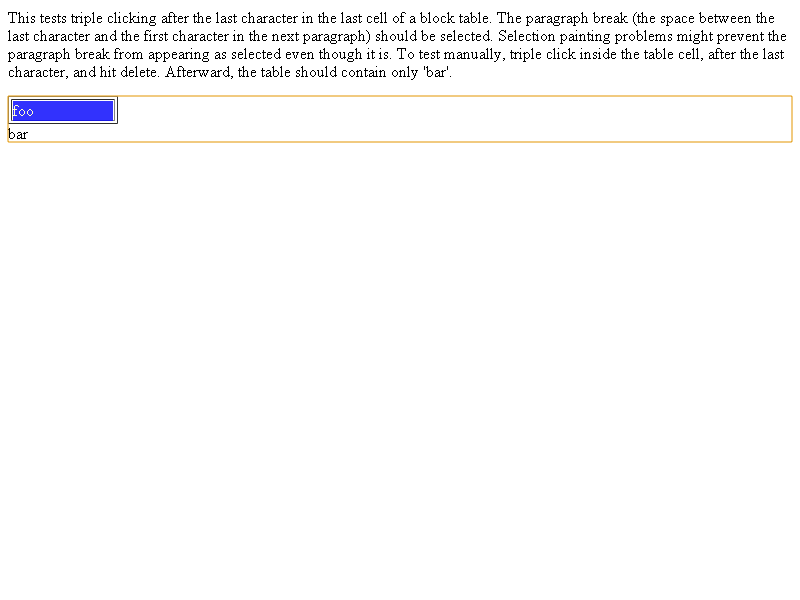 This tests triple clicking after the last character in the last cell of a block table. The paragraph break (the space between the
last character and the first character in the next paragraph) should be selected. Selection painting problems might prevent the
paragraph break from appearing as selected even though it is. To test manually, triple click inside the table cell, after the last
character, and hit delete. Afterward, the table should contain only 'bar'.
foo
bar